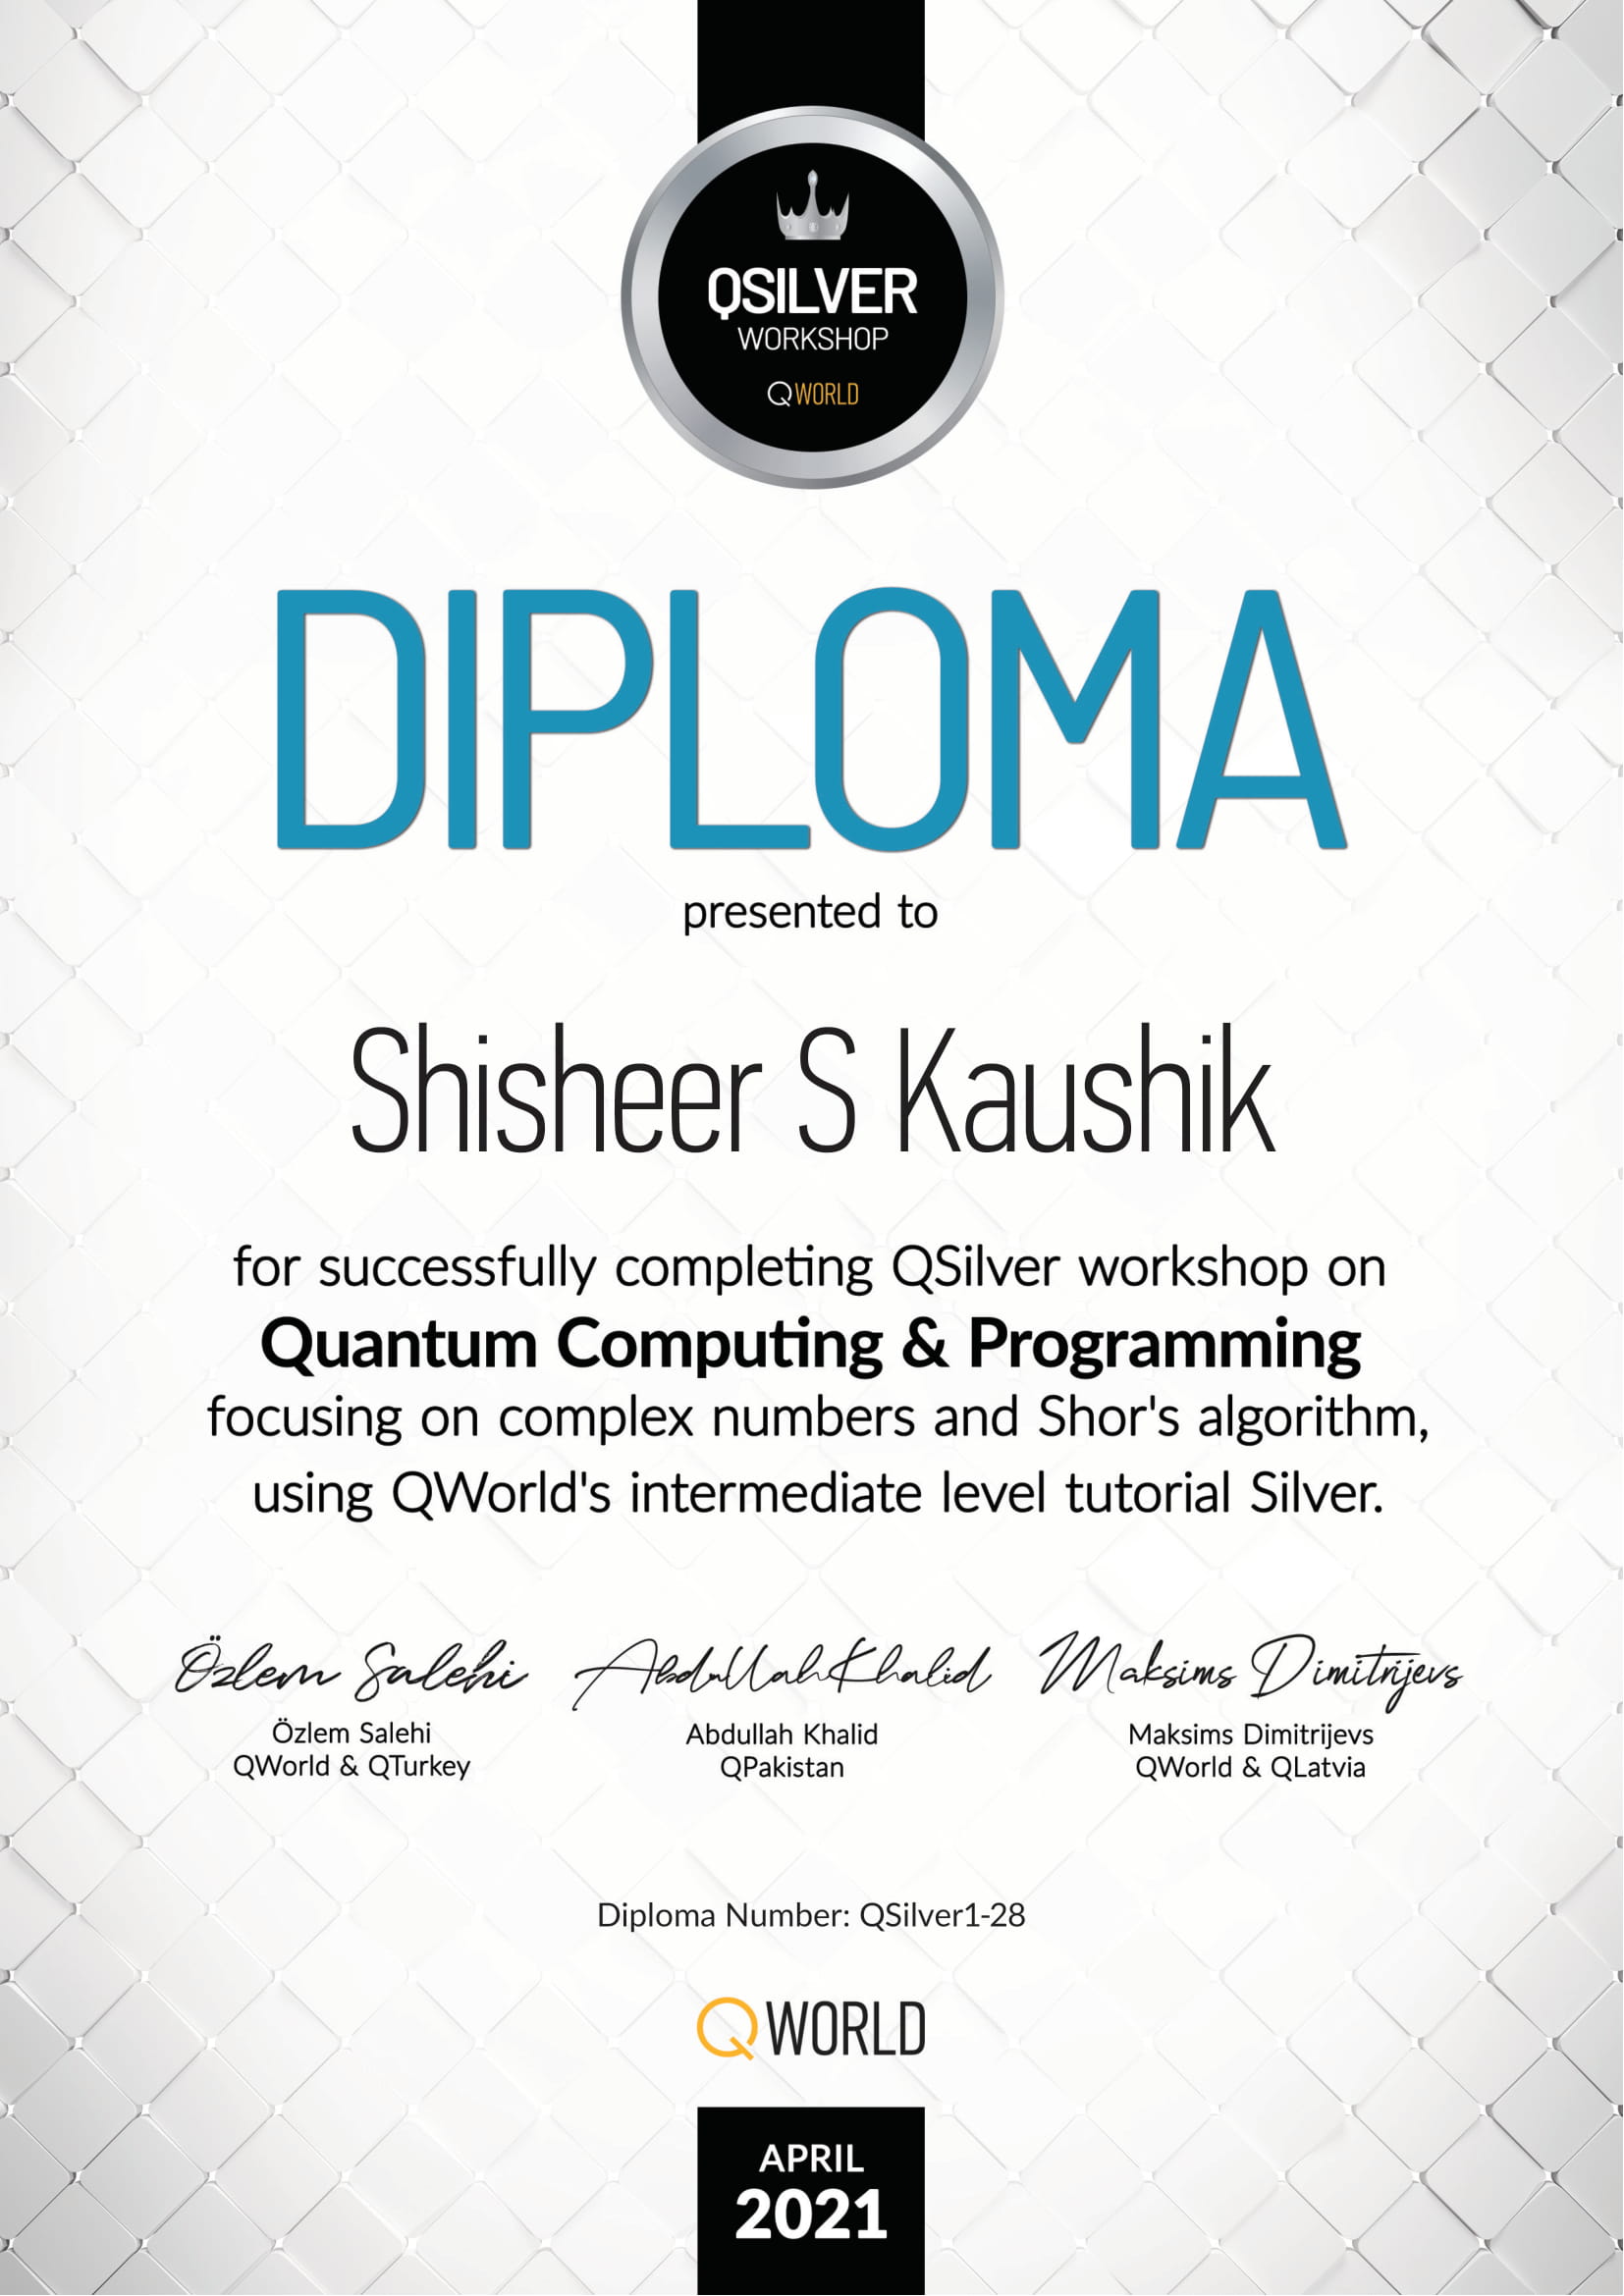 QSILVER
WORKSHOP
QWORLD
DIPLOMA
presented to
Shisheer S Kaushik
for successfully completing QSilver workshop on
Quantum Computing & Programming
focusing on complex numbers and Shor's algorithm,
using QWorld's intermediate level tutorial Silver.
Özlem Salehi AbdullahKhalid Maksims Dimitrijevs
Özlem Salehi Abdullah Khalid Maksims Dimitrijevs
QWorld & QTurkey QPakistan QWorld & QLatvia
Diploma Number: QSilver1-28
QWORLD
APRIL
2021